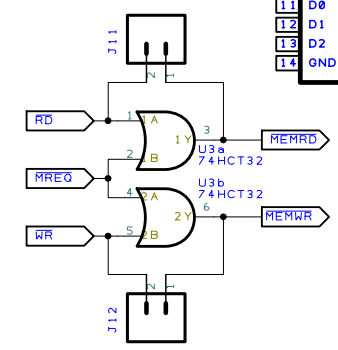 11 D0
12 D1
13 D2
14 GND
J11
2 1
RD
1 1A
1Y 3
MEMRD
2 1B
U3a
74HCT32
MREQ
U3b
74HCT32
4 2A
2Y 6
MEMWR
WR
5 2B
2 1
J12